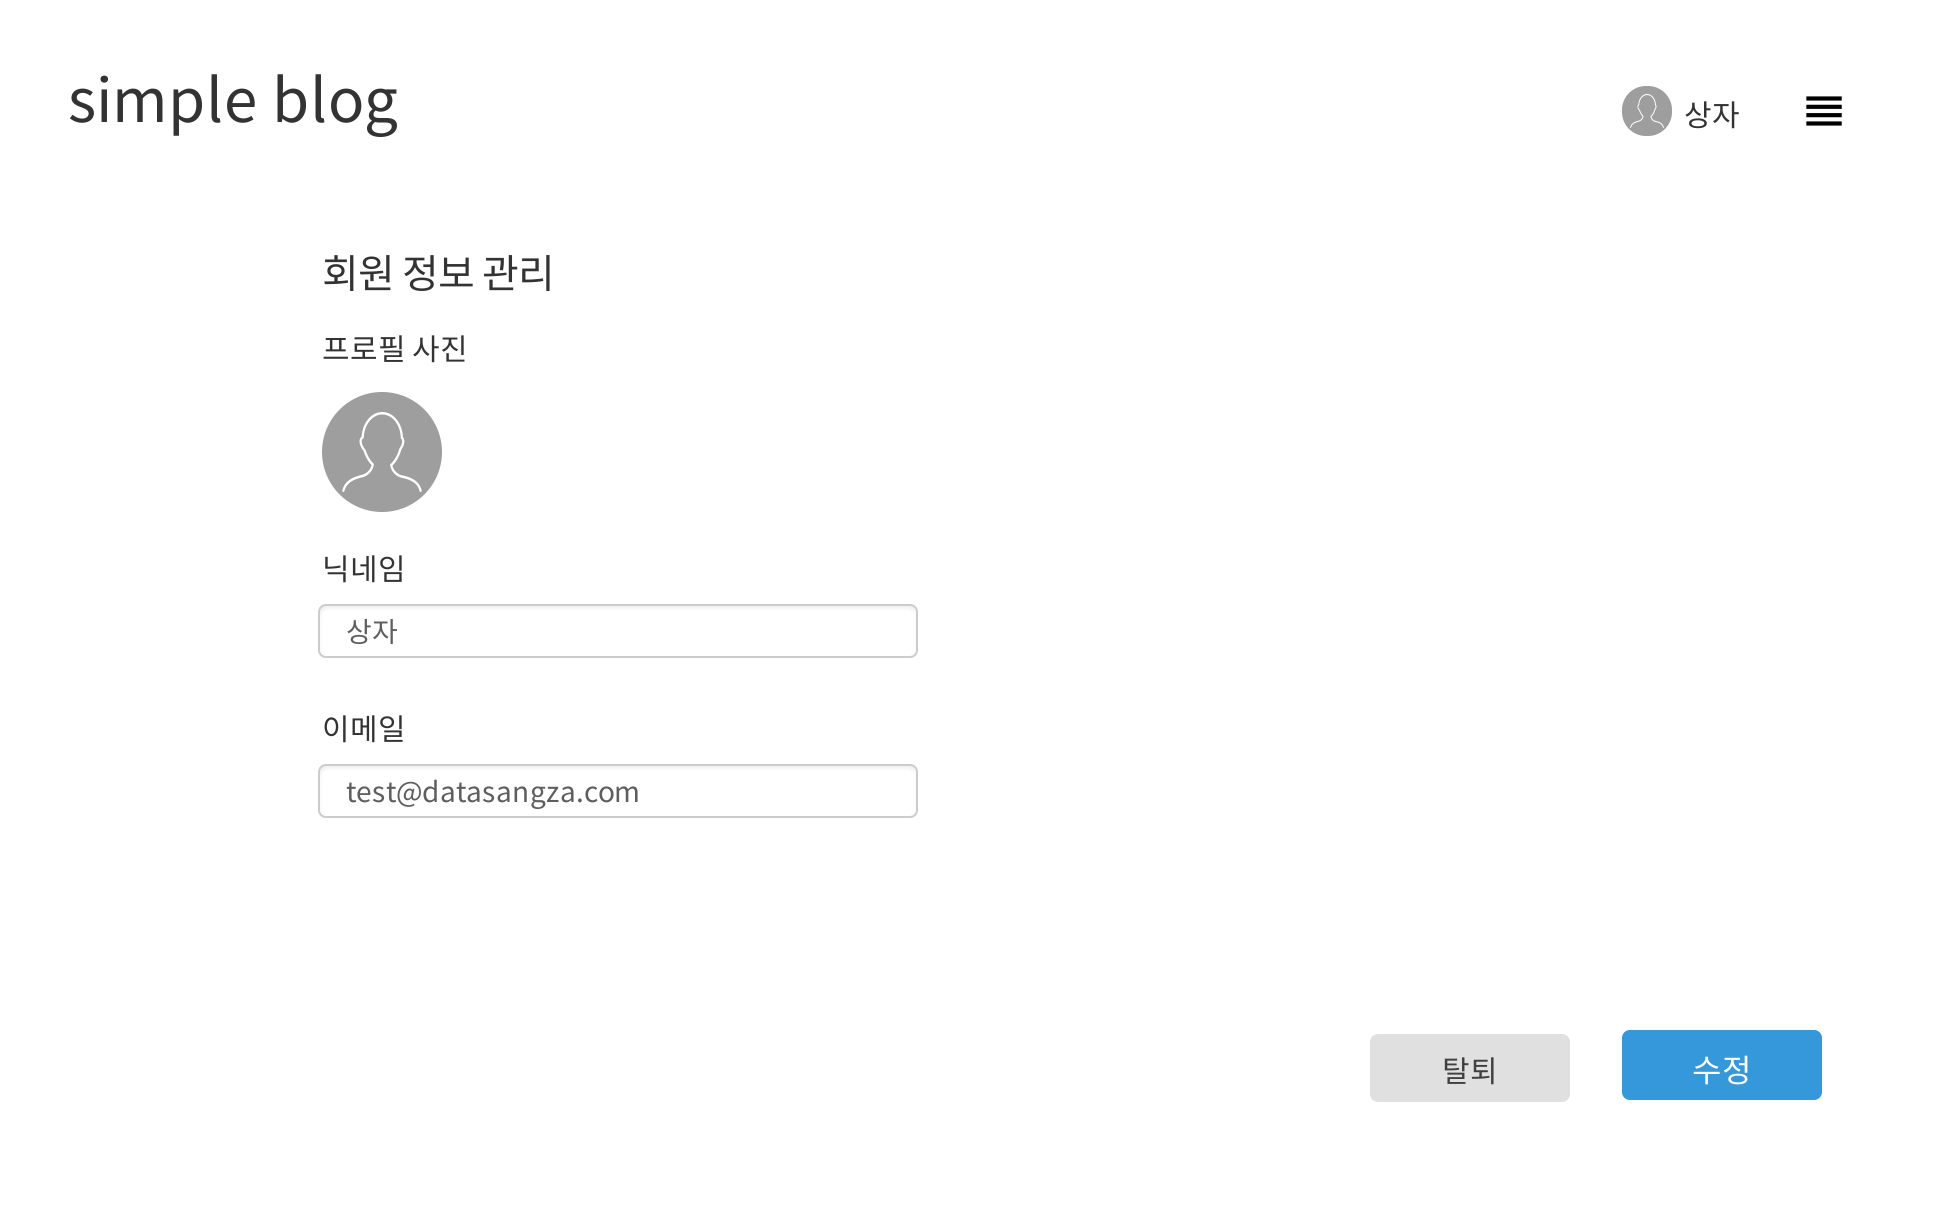 simple blog
상자
회원 정보 관리
프로필 사진
닉네임
상자
이메일
test@datasangza.com
탈퇴
수정